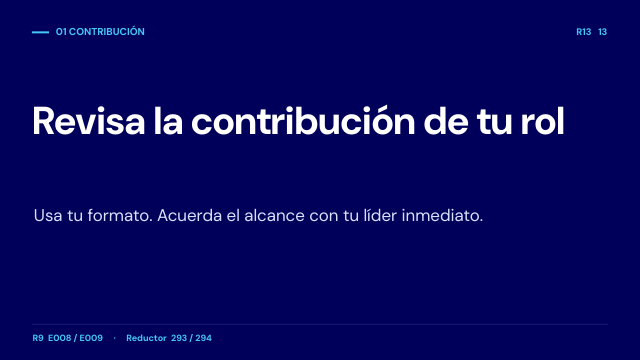 01 CONTRIBUCIÓN
R13 13
Revisa la contribución de tu rol
Usa tu formato. Acuerda el alcance con tu líder inmediato.
R9 E008 / E009 · Reductor 293 / 294